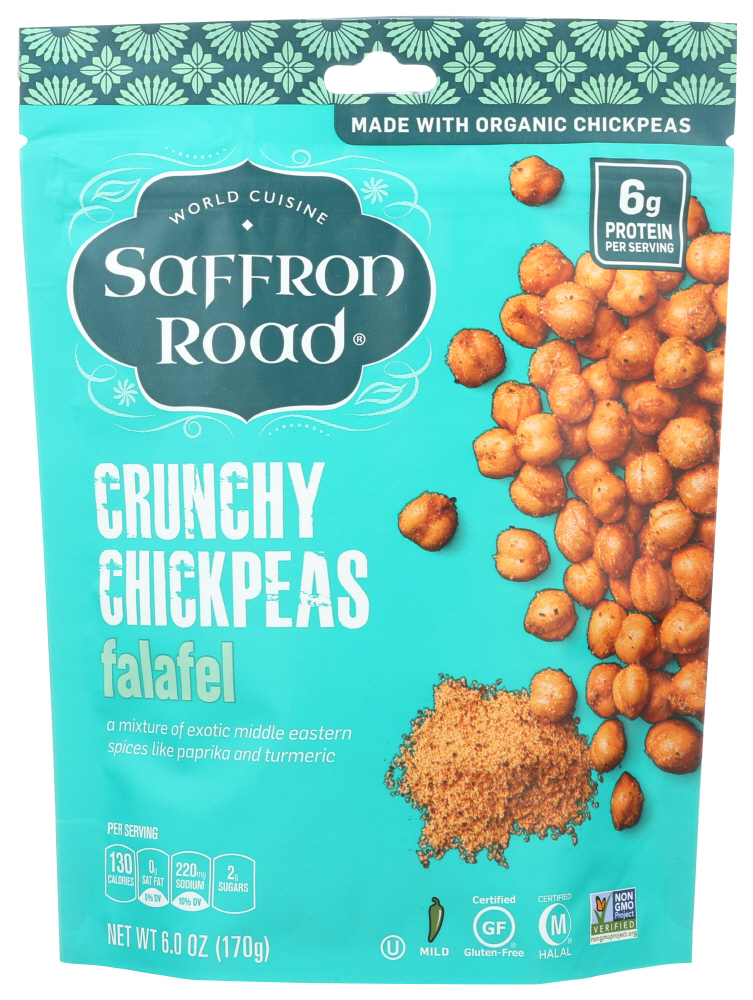 MADE WITH ORGANIC CHICKPEAS
6g
PROTEIN
PER SERVING
WORLD CUISINE
SAFFRON
ROAD®
CRUNCHY
CHICKPEAS
falafel
a mixture of exotic middle eastern
spices like paprika and turmeric
PER SERVING
130
CALORIES
0g
SAT FAT
0% DV
220mg
SODIUM
10% DV
2g
SUGARS
NET WT 6.0 OZ (170g)
U
MILD
Certified
GF
Gluten-Free
CERTIFIED
M
HALAL
NON
GMO
Project
VERIFIED
nongmoproject.org